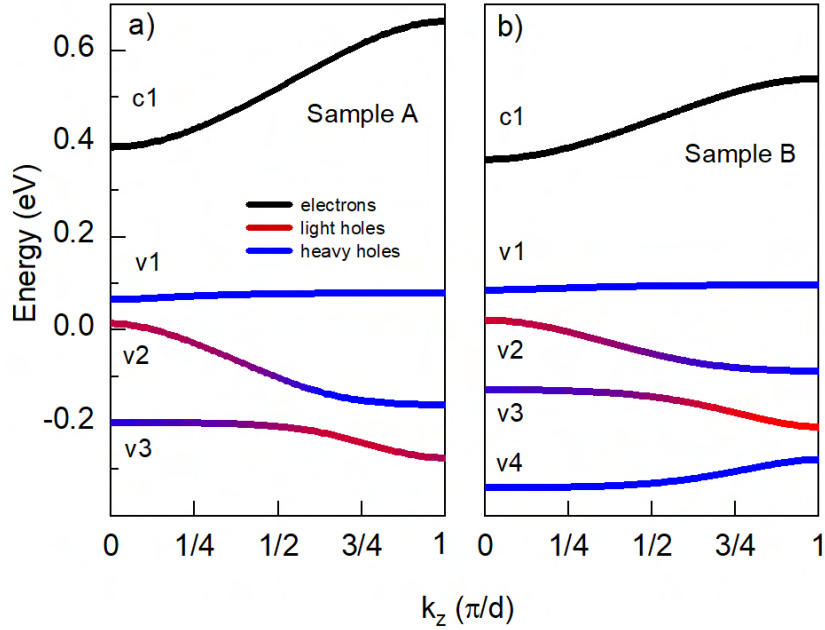 a)
b)
0.6
c1
c1
Sample A
Sample B
0.4
Energy (eV)
electrons
light holes
heavy holes
0.2
v1
v1
0.0
v2
v2
v3
-0.2
v3
v4
0 1/4 1/2 3/4 1
0 1/4 1/2 3/4 1
k_z (π/d)